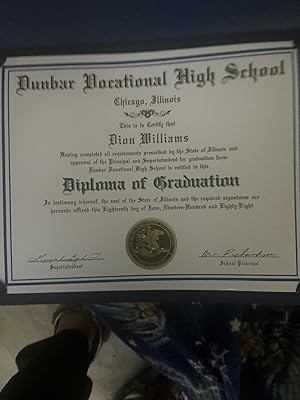 Dunbar Vocational High School
Chicago, Illinois
This is to Certify that
Dion Williams
Having completed all requirements prescribed by the State of Illinois and
approval of the Principal and Superintendent for graduation from
Dunbar Vocational High School is entitled to this
Diploma of Graduation
In testimony whereof, the seal of the State of Illinois and the required signatures are
hereunto affixed this Eighteenth day of June, Nineteen-Hundred and Eighty-Eight
Superintendent
School Principal